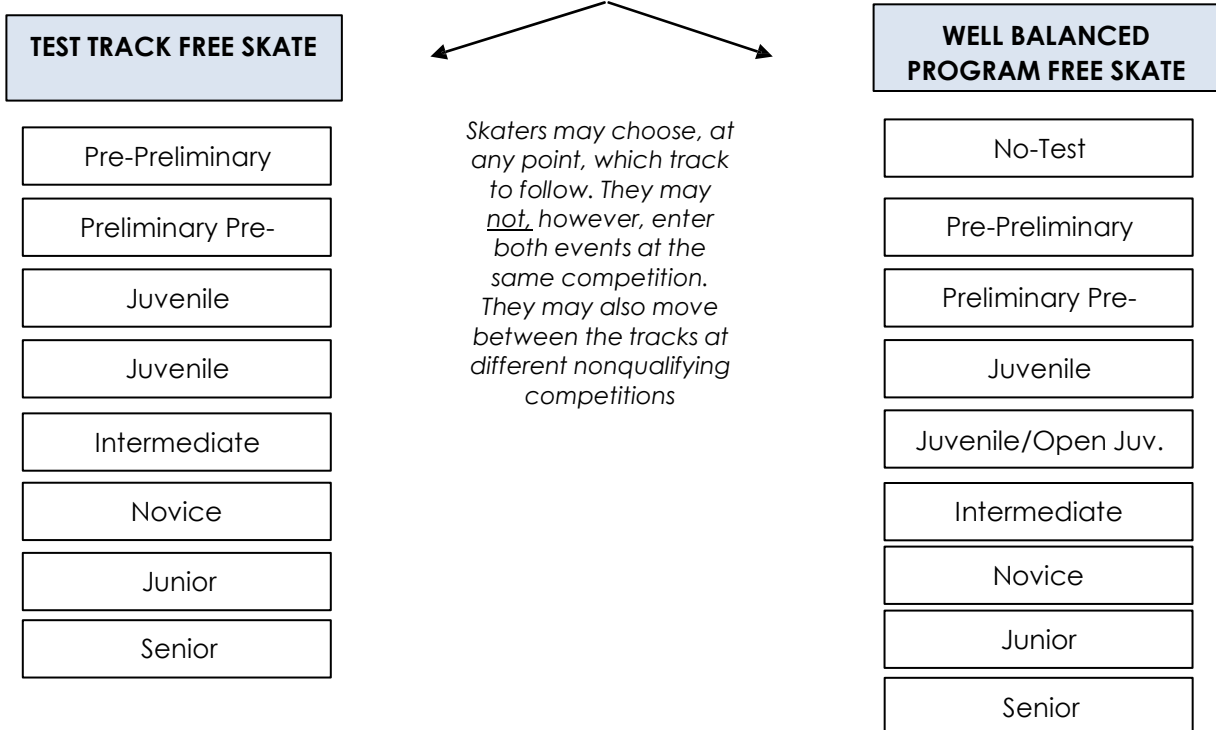 TEST TRACK FREE SKATE
Pre-Preliminary
Preliminary Pre-
Juvenile
Juvenile
Intermediate
Novice
Junior
Senior
Skaters may choose, at
any point, which track
to follow. They may
not, however, enter
both events at the
same competition.
They may also move
between the tracks at
different nonqualifying
competitions
WELL BALANCED
PROGRAM FREE SKATE
No-Test
Pre-Preliminary
Preliminary Pre-
Juvenile
Juvenile/Open Juv.
Intermediate
Novice
Junior
Senior